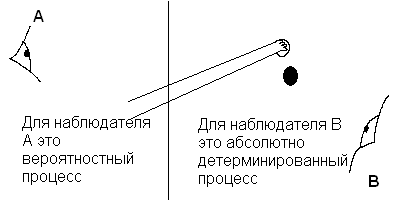 A
Для наблюдателя
А это
вероятностный
процесс
Для наблюдателя В
это абсолютно
детерминированный
процесс
B